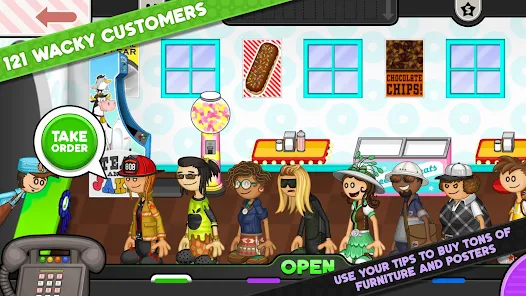 121 WACKY CUSTOMERS
TAKE
ORDER
CHOCOLATE
CHIPS!
OPEN
USE YOUR TIPS TO BUY TONS OF
FURNITURE AND POSTERS